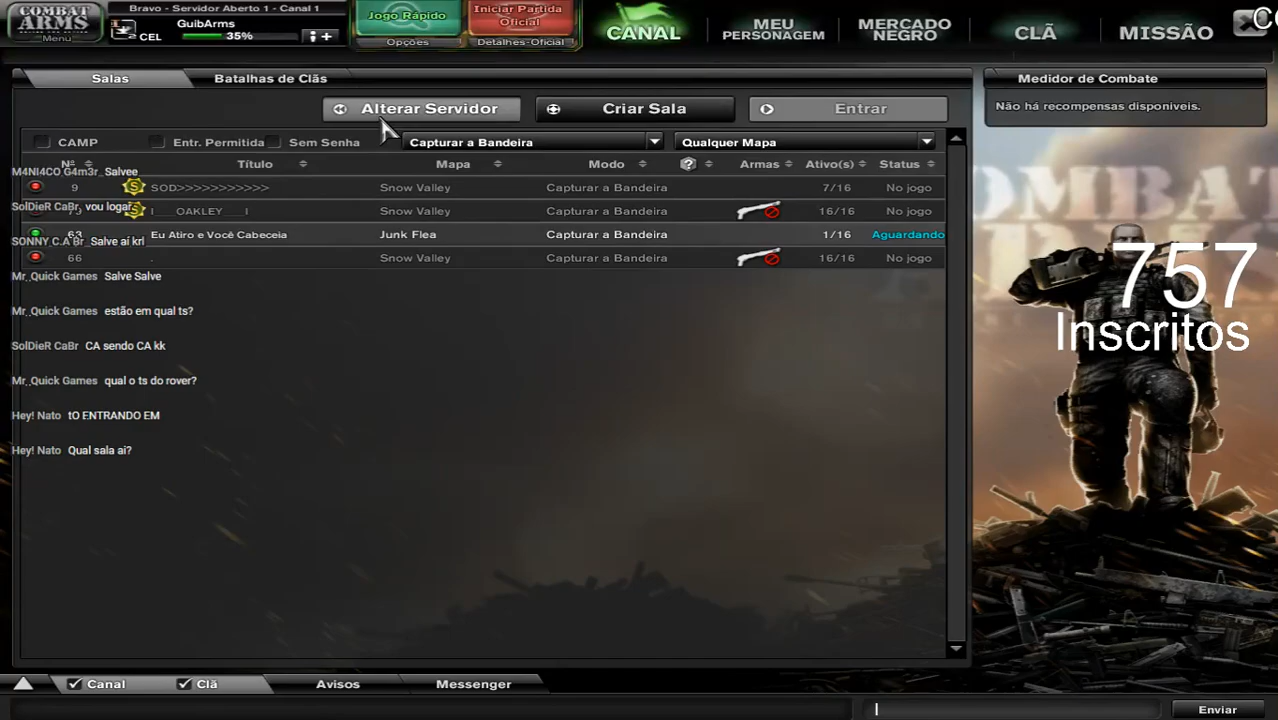 COMBAT ARMS
Menu
Bravo - Servidor Aberto 1 - Canal 1
GuibArms
CEL
35%
Jogo Rápido
Opções
Iniciar Partida Oficial
Detalhes-Oficial
CANAL
MEU PERSONAGEM
MERCADO NEGRO
CLÃ
MISSÃO
C
Salas
Batalhas de Clãs
Medidor de Combate
Alterar Servidor
Criar Sala
Entrar
Não há recompensas disponiveis.
CAMP
Entr. Permitida
Sem Senha
Capturar a Bandeira
Qualquer Mapa
Nº
Título
Mapa
Modo
Armas
Ativo(s)
Status
M4NI4CO G4m3r Salvee
9 SOD>>>>>>>>>>> Snow Valley Capturar a Bandeira 7/16 No jogo
SolDieR CaBr vou logar
I___OAKLEY___I Snow Valley Capturar a Bandeira 16/16 No jogo
63 Eu Atiro e Você Cabeceia Junk Flea Capturar a Bandeira 1/16 Aguardando
SONNY C.A Br Salve aí kri
66 . Snow Valley Capturar a Bandeira 16/16 No jogo
Mr_Quick Games Salve Salve
Mr_Quick Games estão em qual ts?
SolDieR CaBr CA sendo CA kk
Mr_Quick Games qual o ts do rover?
Hey! Nato tO ENTRANDO EM
Hey! Nato Qual sala ai?
757
Inscritos
Canal
Clã
Avisos
Messenger
Enviar